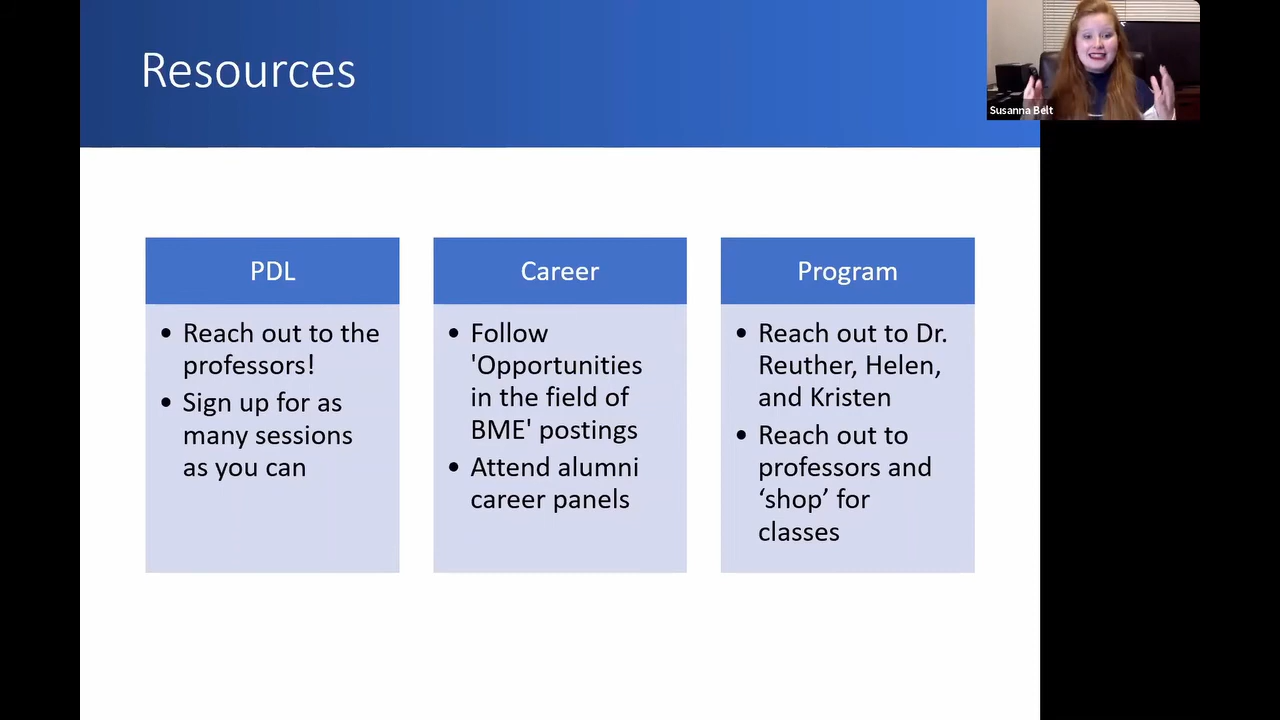 Resources
Susanna Belt
PDL
• Reach out to the
professors!
• Sign up for as
many sessions
as you can
Career
• Follow
'Opportunities
in the field of
BME' postings
• Attend alumni
career panels
Program
• Reach out to Dr.
Reuther, Helen,
and Kristen
• Reach out to
professors and
‘shop’ for
classes